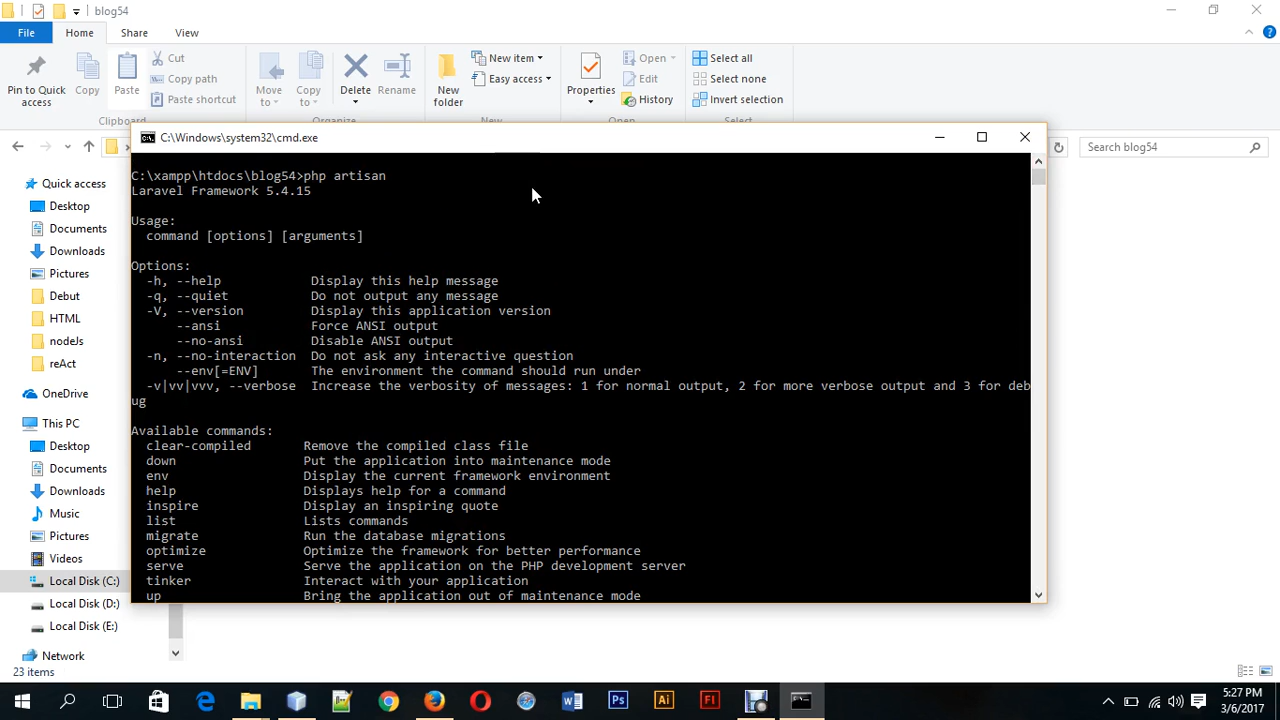 blog54
File Home Share View
Pin to Quick access
Copy
Paste
Cut
Copy path
Paste shortcut
Clipboard
Move to
Copy to
Delete
Rename
Organize
New folder
New item
Easy access
New
Properties
Open
Edit
History
Open
Select all
Select none
Invert selection
Search blog54
Quick access
Desktop
Documents
Downloads
Pictures
Debut
HTML
nodeJs
reAct
OneDrive
This PC
Desktop
Documents
Downloads
Music
Pictures
Videos
Local Disk (C:)
Local Disk (D:)
Local Disk (E:)
Network
23 items
C:\Windows\system32\cmd.exe
C:\xampp\htdocs\blog54>php artisan
Laravel Framework 5.4.15
Usage:
command [options] [arguments]
Options:
-h, --help Display this help message
-q, --quiet Do not output any message
-V, --version Display this application version
--ansi Force ANSI output
--no-ansi Disable ANSI output
-n, --no-interaction Do not ask any interactive question
--env[=ENV] The environment the command should run under
-v|vv|vvv, --verbose Increase the verbosity of messages: 1 for normal output, 2 for more verbose output and 3 for deb
ug
Available commands:
clear-compiled Remove the compiled class file
down Put the application into maintenance mode
env Display the current framework environment
help Displays help for a command
inspire Display an inspiring quote
list Lists commands
migrate Run the database migrations
optimize Optimize the framework for better performance
serve Serve the application on the PHP development server
tinker Interact with your application
up Bring the application out of maintenance mode
Ps
Ai
Fl
5:27 PM
3/6/2017